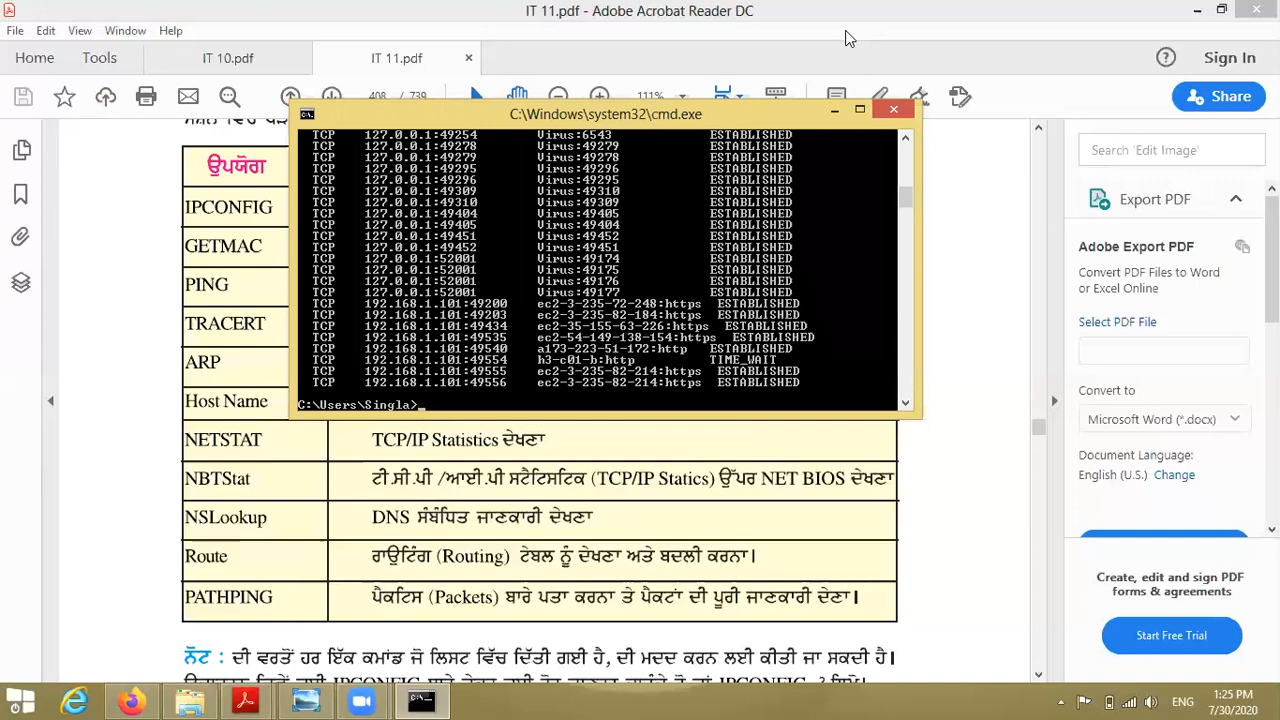 IT 11.pdf - Adobe Acrobat Reader DC
File Edit View Window Help
Home Tools IT 10.pdf IT 11.pdf × Sign In
408 / 739 111% Share
C:\Windows\system32\cmd.exe
TCP 127.0.0.1:49254 Virus:6543 ESTABLISHED
TCP 127.0.0.1:49278 Virus:49279 ESTABLISHED
TCP 127.0.0.1:49279 Virus:49278 ESTABLISHED
TCP 127.0.0.1:49295 Virus:49296 ESTABLISHED
TCP 127.0.0.1:49296 Virus:49295 ESTABLISHED
TCP 127.0.0.1:49309 Virus:49310 ESTABLISHED
TCP 127.0.0.1:49310 Virus:49309 ESTABLISHED
TCP 127.0.0.1:49404 Virus:49405 ESTABLISHED
TCP 127.0.0.1:49405 Virus:49404 ESTABLISHED
TCP 127.0.0.1:49451 Virus:49452 ESTABLISHED
TCP 127.0.0.1:49452 Virus:49451 ESTABLISHED
TCP 127.0.0.1:52001 Virus:49174 ESTABLISHED
TCP 127.0.0.1:52001 Virus:49175 ESTABLISHED
TCP 127.0.0.1:52001 Virus:49176 ESTABLISHED
TCP 127.0.0.1:52001 Virus:49177 ESTABLISHED
TCP 192.168.1.101:49200 ec2-3-235-72-248:https ESTABLISHED
TCP 192.168.1.101:49203 ec2-3-235-82-184:https ESTABLISHED
TCP 192.168.1.101:49434 ec2-35-155-63-226:https ESTABLISHED
TCP 192.168.1.101:49535 ec2-54-149-138-154:https ESTABLISHED
TCP 192.168.1.101:49540 a173-223-51-172:http ESTABLISHED
TCP 192.168.1.101:49554 h3-c01-b:http TIME_WAIT
TCP 192.168.1.101:49555 ec2-3-235-82-214:https ESTABLISHED
TCP 192.168.1.101:49556 ec2-3-235-82-214:https ESTABLISHED
C:\Users\Singla>_
ਉਪਯੋਗ
IPCONFIG
GETMAC
PING
TRACERT
ARP
Host Name
NETSTAT TCP/IP Statistics ਦੇਖਣਾ
NBTStat ਟੀ.ਸੀ.ਪੀ /ਆਈ.ਪੀ ਸਟੈਟਿਸਟਿਕ (TCP/IP Statics) ਉੱਪਰ NET BIOS ਦੇਖਣਾ
NSLookup DNS ਸੰਬੰਧਿਤ ਜਾਣਕਾਰੀ ਦੇਖਣਾ
Route ਰਾਊਟਿੰਗ (Routing) ਟੇਬਲ ਨੂੰ ਦੇਖਣਾ ਅਤੇ ਬਦਲੀ ਕਰਨਾ।
PATHPING ਪੈਕਟਿਸ (Packets) ਬਾਰੇ ਪਤਾ ਕਰਨਾ ਤੇ ਪੈਕਟਾਂ ਦੀ ਪੂਰੀ ਜਾਣਕਾਰੀ ਦੇਣਾ।
ਨੋਟ : ਦੀ ਵਰਤੋਂ ਹਰ ਇੱਕ ਕਮਾਂਡ ਜੋ ਲਿਸਟ ਵਿੱਚ ਦਿੱਤੀ ਗਈ ਹੈ, ਦੀ ਮਦਦ ਕਰਨ ਲਈ ਕੀਤੀ ਜਾ ਸਕਦੀ ਹੈ।
Search 'Edit Image'
Export PDF
Adobe Export PDF
Convert PDF Files to Word
or Excel Online
Select PDF File
Convert to
Microsoft Word (*.docx)
Document Language:
English (U.S.) Change
Create, edit and sign PDF
forms & agreements
Start Free Trial
ENG
1:25 PM
7/30/2020